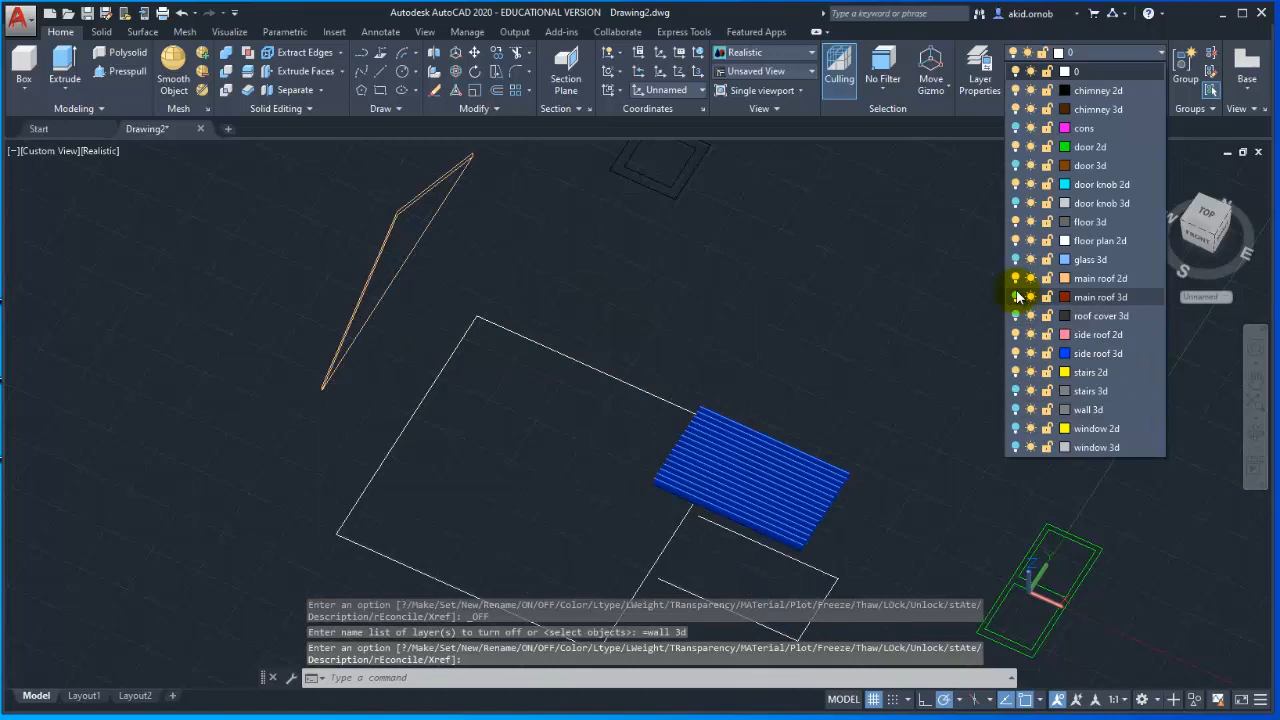 Autodesk AutoCAD 2020 - EDUCATIONAL VERSION Drawing2.dwg
Type a keyword or phrase
akid.ornob
Home Solid Surface Mesh Visualize Parametric Insert Annotate View Manage Output Add-ins Collaborate Express Tools Featured Apps
Box
Extrude
Polysolid
Presspull
Modeling
Smooth Object
Mesh
Extract Edges
Extrude Faces
Separate
Solid Editing
Draw
Modify
Section Plane
Section
Unnamed
Coordinates
Realistic
Unsaved View
Single viewport
View
Culling
No Filter
Move Gizmo
Selection
Layer Properties
0
Group
Groups
Base
View
Start
Drawing2*
[−][Custom View][Realistic]
0
chimney 2d
chimney 3d
cons
door 2d
door 3d
door knob 2d
door knob 3d
floor 3d
floor plan 2d
glass 3d
main roof 2d
main roof 3d
roof cover 3d
side roof 2d
side roof 3d
stairs 2d
stairs 3d
wall 3d
window 2d
window 3d
TOP
FRONT
W
N
S
E
Unnamed
Z
Enter an option [?/Make/Set/New/Rename/ON/OFF/Color/Ltype/LWeight/TRansparency/MATerial/Plot/Freeze/Thaw/LOck/Unlock/stAte/
Description/rEconcile/Xref]: _OFF
Enter name list of layer(s) to turn off or <select objects>: =wall 3d
Enter an option [?/Make/Set/New/Rename/ON/OFF/Color/Ltype/LWeight/TRansparency/MATerial/Plot/Freeze/Thaw/LOck/Unlock/stAte/
Description/rEconcile/Xref]:
Type a command
Model Layout1 Layout2 +
MODEL
1:1